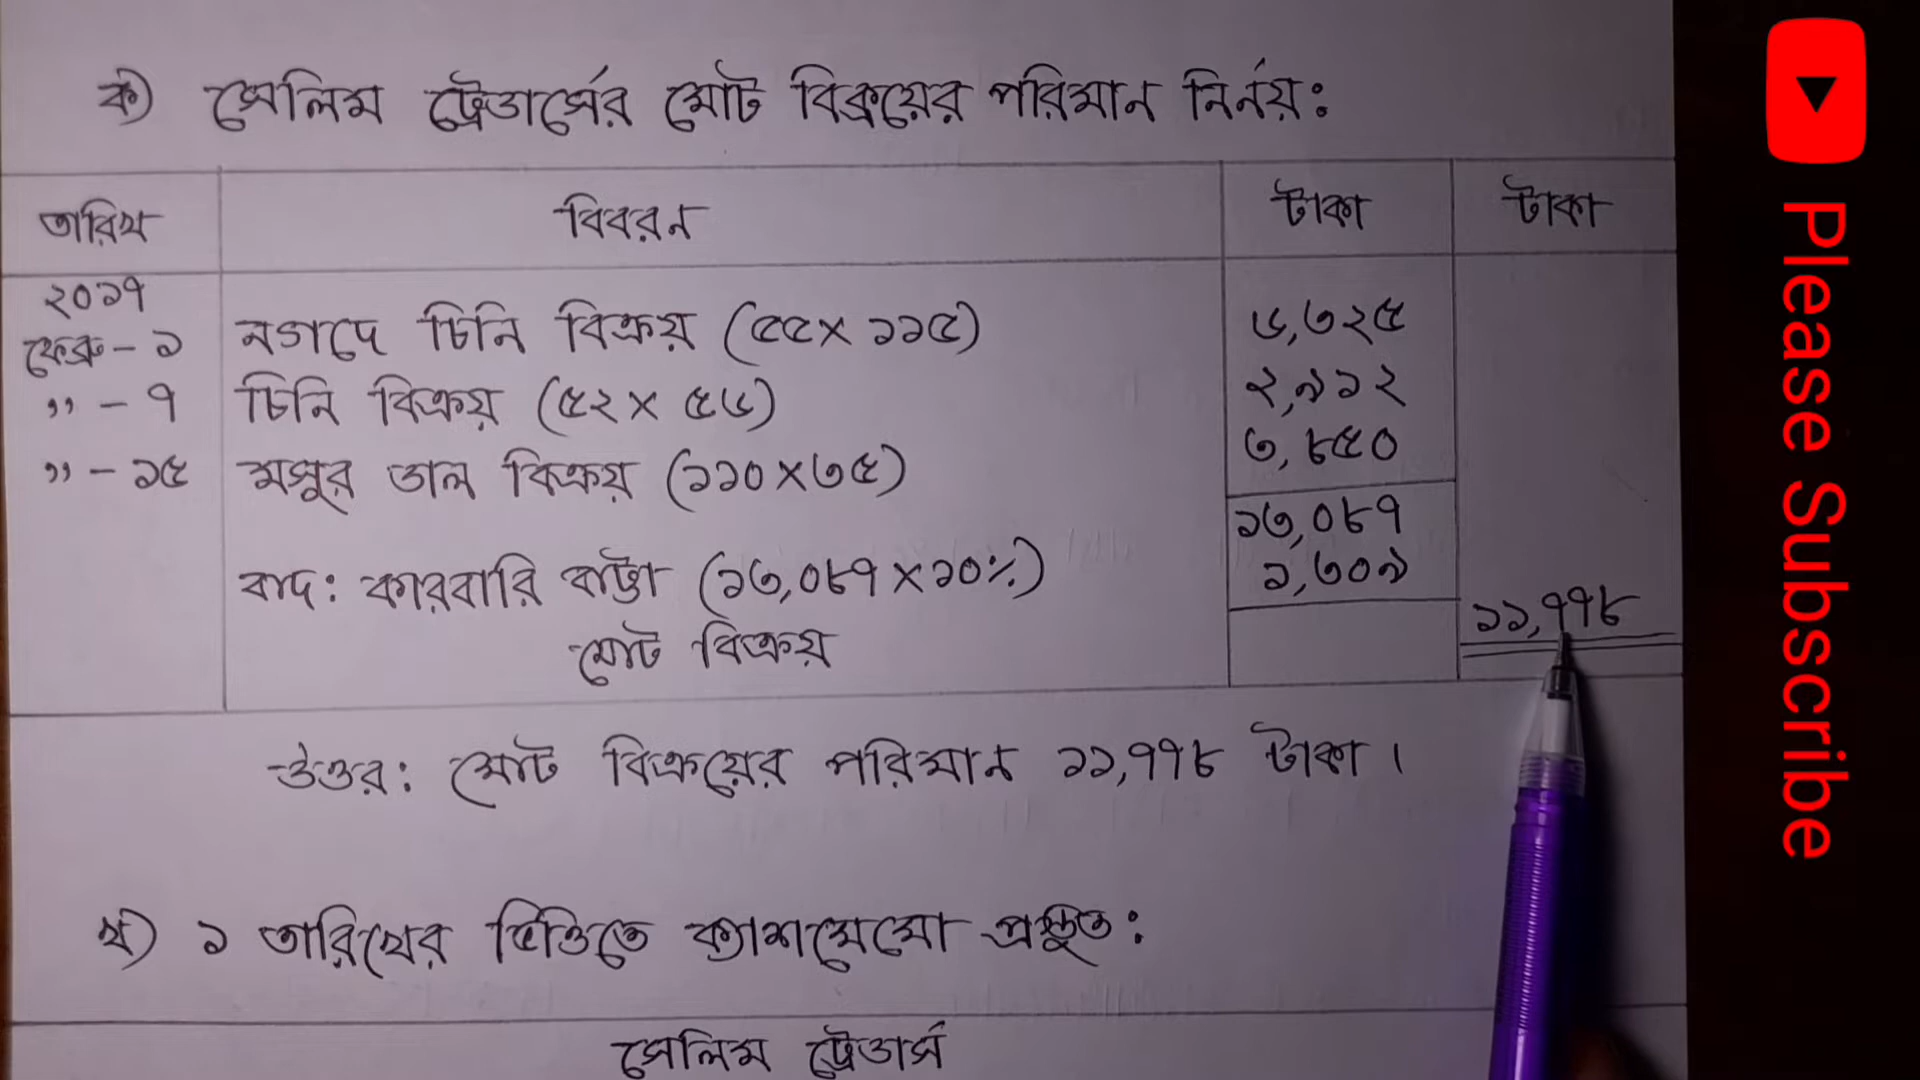 ক) সেলিম ট্রেডার্সের মোট বিক্রয়ের পরিমান নির্নয়:
তারিখ বিবরন টাকা টাকা
২০১৭
ফেব্রু - ১ নগদে চিনি বিক্রয় (৫৫ × ১১৫) ৬,৩২৫
" - ৭ চিনি বিক্রয় (৫২ × ৫৬) ২,৯১২
" - ১৫ মসুর ডাল বিক্রয় (১১০ × ৩৫) ৩,৮৫০
১৩,০৮৭
বাদ: কারবারি বাট্টা (১৩,০৮৭ × ১০%) ১,৩০৯
মোট বিক্রয় ১১,৭৭৮
উত্তর: মোট বিক্রয়ের পরিমান ১১,৭৭৮ টাকা।
খ) ১ তারিখের ভিত্তিতে ক্যাশমেমো প্রস্তুত:
সেলিম ট্রেডার্স
Please Subscribe